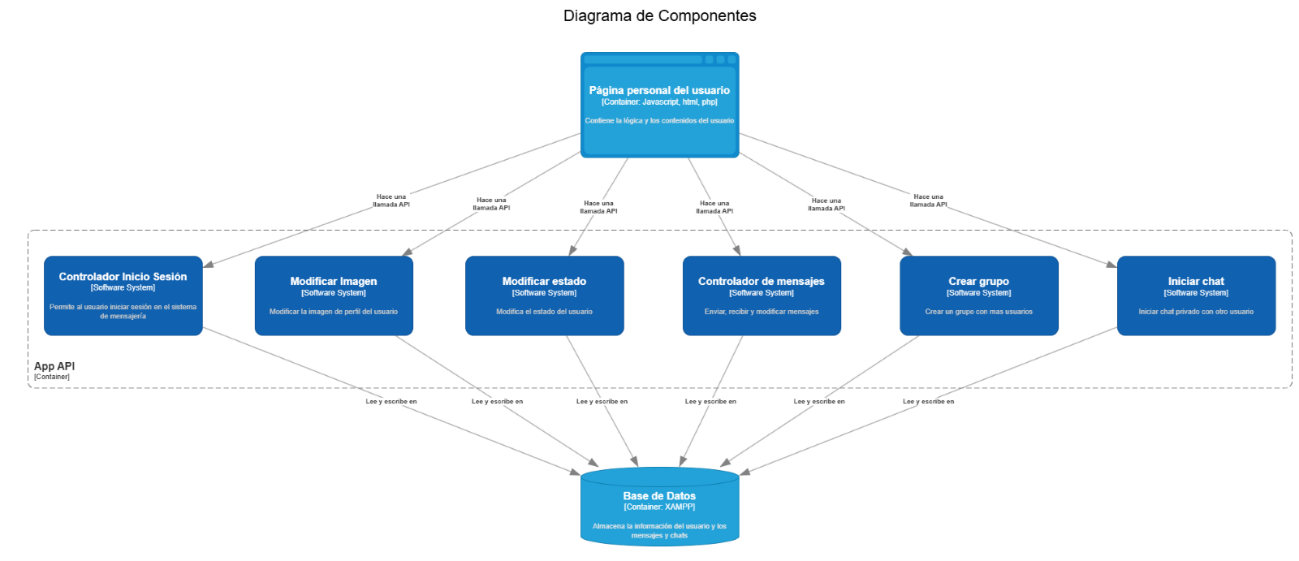 Diagrama de Componentes
Página personal del usuario
[Container: Javascript, html, php]
Contiene la lógica y los contenidos del usuario
Hace una
llamada API
Hace una
llamada API
Hace una
llamada API
Hace una
llamada API
Hace una
llamada API
Hace una
llamada API
Controlador Inicio Sesión
[Software System]
Permite al usuario iniciar sesión en el sistema
de mensajería
Modificar Imagen
[Software System]
Modificar la imagen de perfil del usuario
Modificar estado
[Software System]
Modifica el estado del usuario
Controlador de mensajes
[Software System]
Enviar, recibir y modificar mensajes
Crear grupo
[Software System]
Crear un grupo con mas usuarios
Iniciar chat
[Software System]
Iniciar chat privado con otro usuario
App API
[Container]
Lee y escribe en
Lee y escribe en
Lee y escribe en
Lee y escribe en
Lee y escribe en
Lee y escribe en
Base de Datos
[Container: XAMPP]
Almacena la información del usuario y los
mensajes y chats